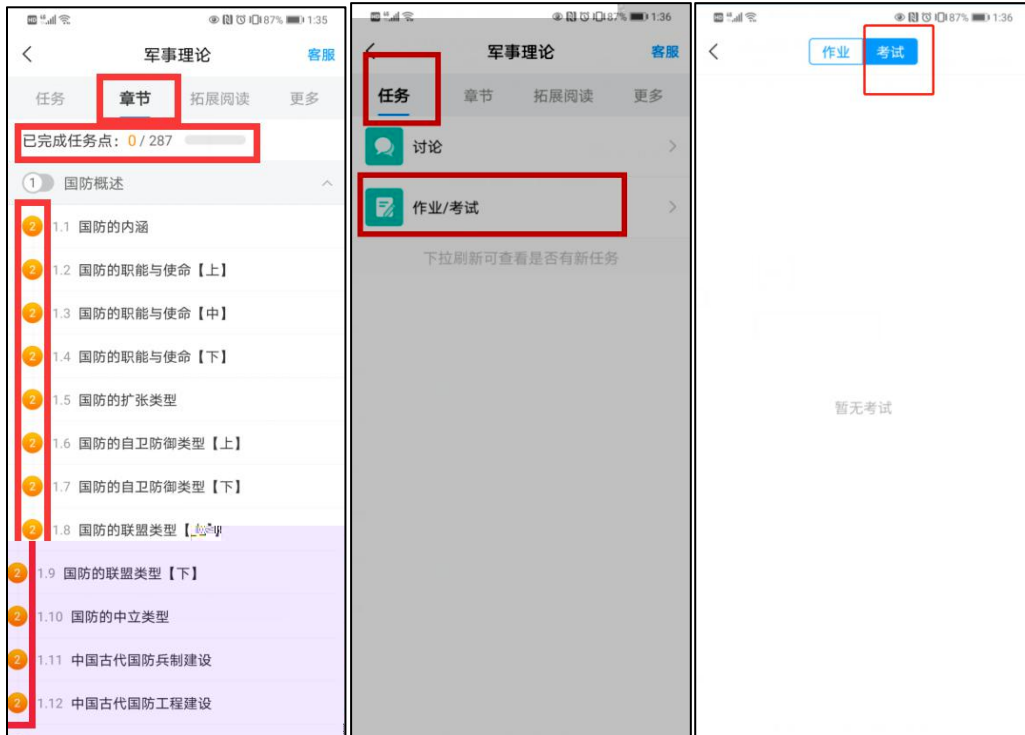 87% 1:35
军事理论
客服
任务
章节
拓展阅读
更多
已完成任务点：0 / 287
1 国防概述
2 1.1 国防的内涵
2 1.2 国防的职能与使命【上】
2 1.3 国防的职能与使命【中】
2 1.4 国防的职能与使命【下】
2 1.5 国防的扩张类型
2 1.6 国防的自卫防御类型【上】
2 1.7 国防的自卫防御类型【下】
2 1.8 国防的联盟类型【
2 1.9 国防的联盟类型【下】
2 1.10 国防的中立类型
2 1.11 中国古代国防兵制建设
2 1.12 中国古代国防工程建设
87% 1:36
军事理论
客服
任务
章节
拓展阅读
更多
讨论
作业/考试
下拉刷新可查看是否有新任务
87% 1:36
作业
考试
暂无考试